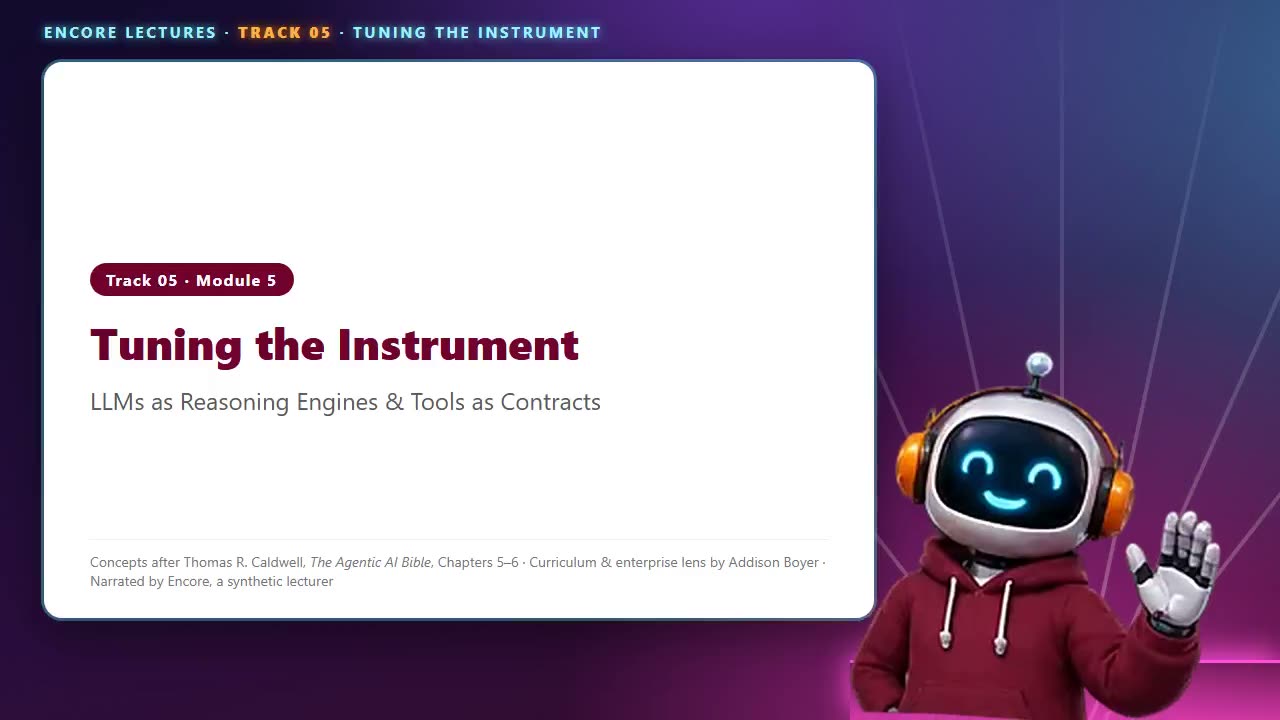 ENCORE LECTURES · TRACK 05 · TUNING THE INSTRUMENT
Track 05 · Module 5
Tuning the Instrument
LLMs as Reasoning Engines & Tools as Contracts
Concepts after Thomas R. Caldwell, The Agentic AI Bible, Chapters 5–6 · Curriculum & enterprise lens by Addison Boyer ·
Narrated by Encore, a synthetic lecturer